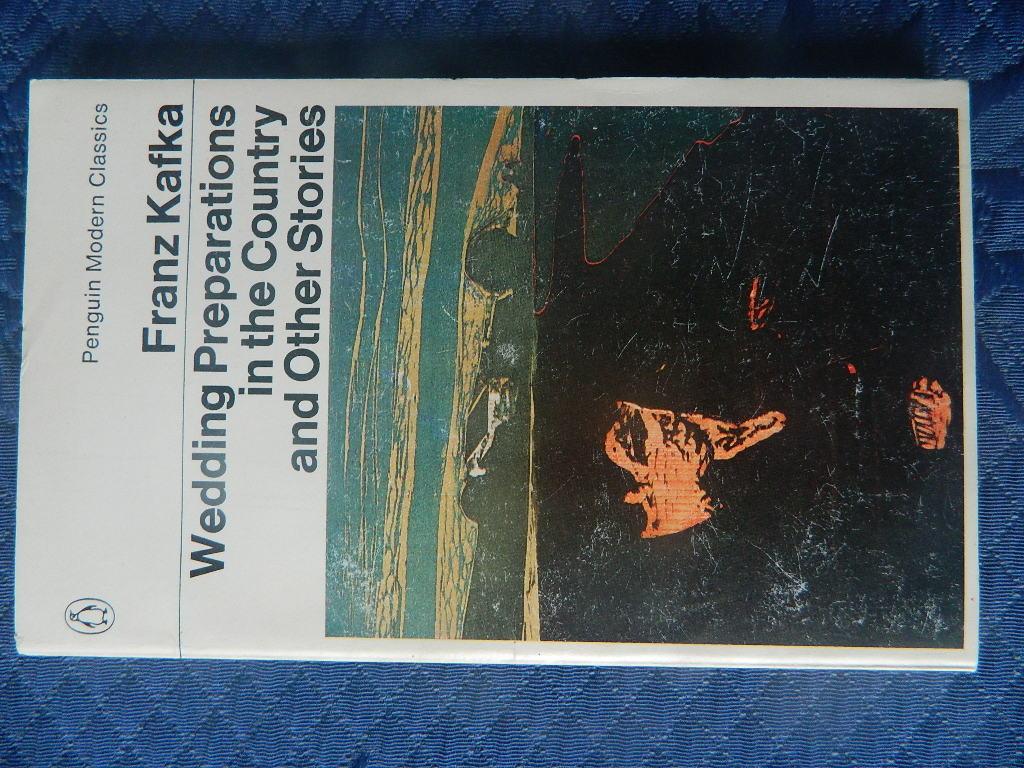 Penguin Modern Classics
Franz Kafka
Wedding Preparations
in the Country
and Other Stories